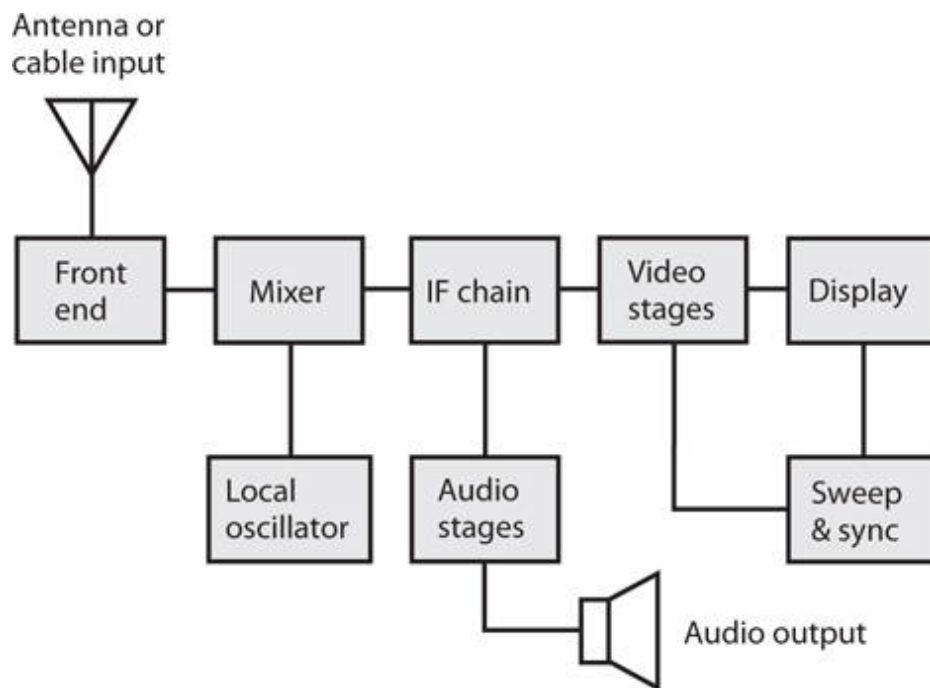 Antenna or
cable input
Front
end
Mixer
IF chain
Video
stages
Display
Local
oscillator
Audio
stages
Sweep
& sync
Audio output